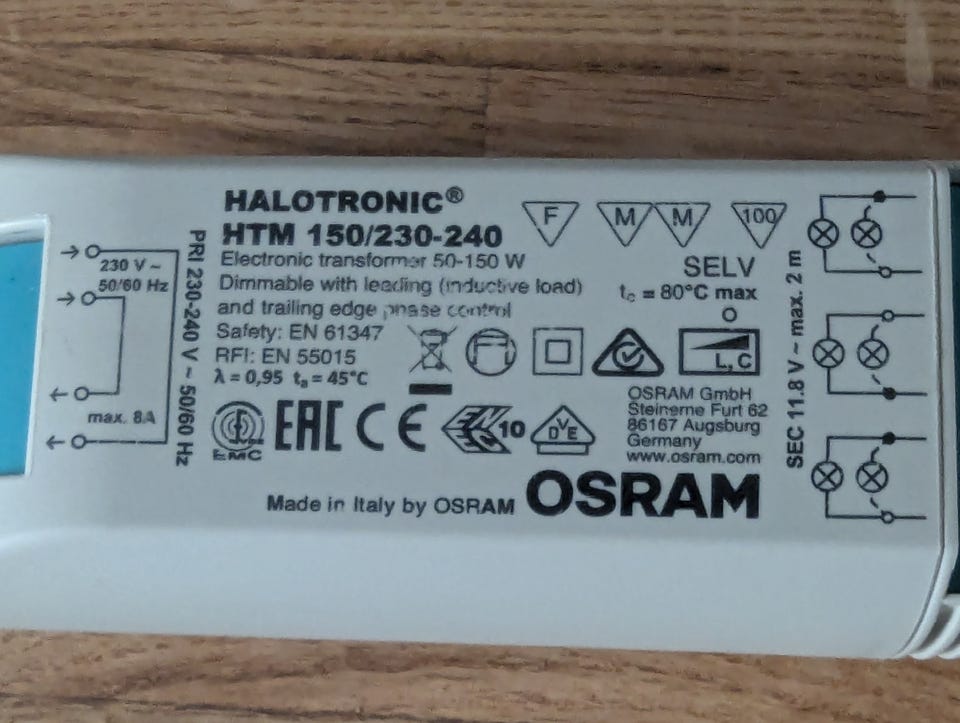 HALOTRONIC®
HTM 150/230-240
Electronic transformer 50-150 W
Dimmable with leading (inductive load)
and trailing edge phase control
Safety: EN 61347
RFI: EN 55015
λ = 0,95 ta = 45°C
F M M 100
SELV
tc = 80°C max
L, C
230 V ~
50/60 Hz
max. 8A
PRI 230-240 V ~ 50/60 Hz
EMC
EAC CE
ENEC 10
VDE
OSRAM GmbH
Steinerne Furt 62
86167 Augsburg
Germany
www.osram.com
Made in Italy by OSRAM
OSRAM
SEC 11.8 V ~ max. 2 m